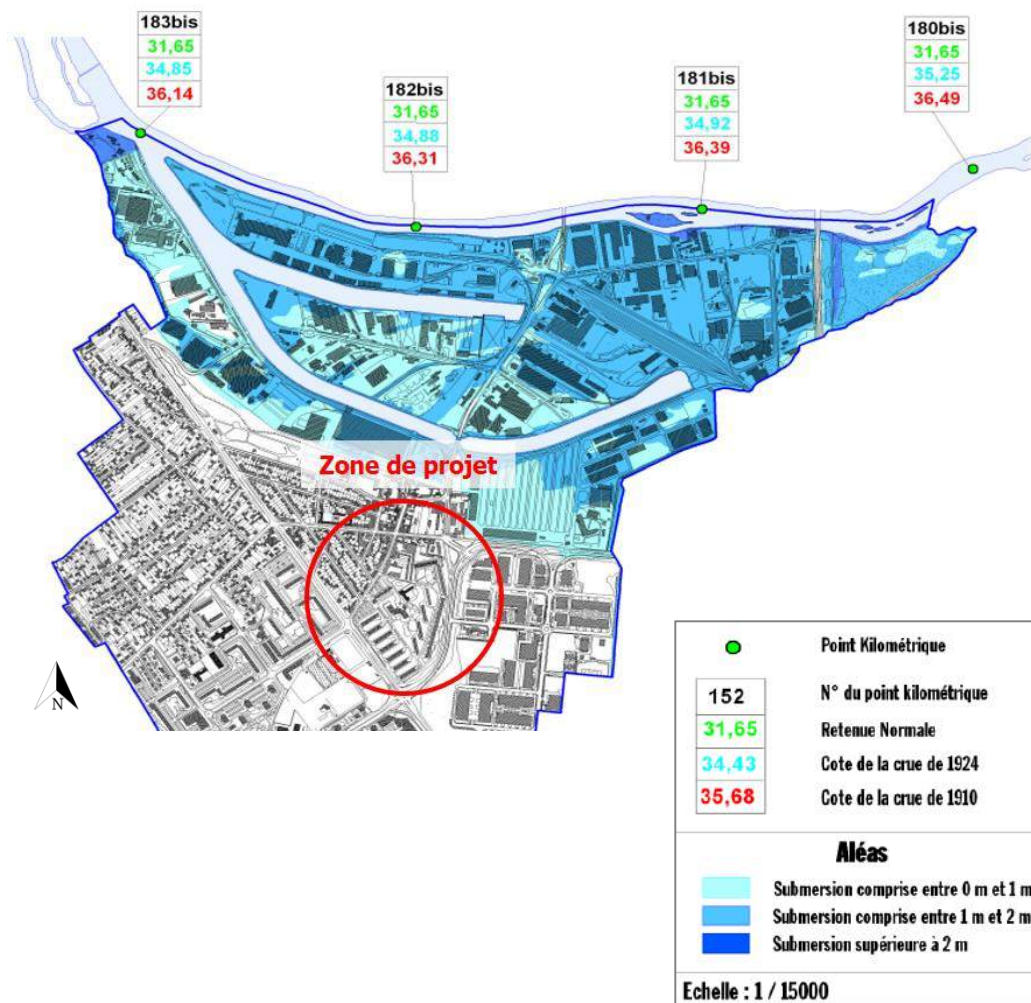 183bis
31,65
34,85
36,14
182bis
31,65
34,88
36,31
181bis
31,65
34,92
36,39
180bis
31,65
35,25
36,49
Zone de projet
N
Point Kilométrique
152
N° du point kilométrique
31,65
Retenue Normale
34,43
Cote de la crue de 1924
35,68
Cote de la crue de 1910
Aléas
Submersion comprise entre 0 m et 1 m
Submersion comprise entre 1 m et 2 m
Submersion supérieure à 2 m
Echelle : 1 / 15000